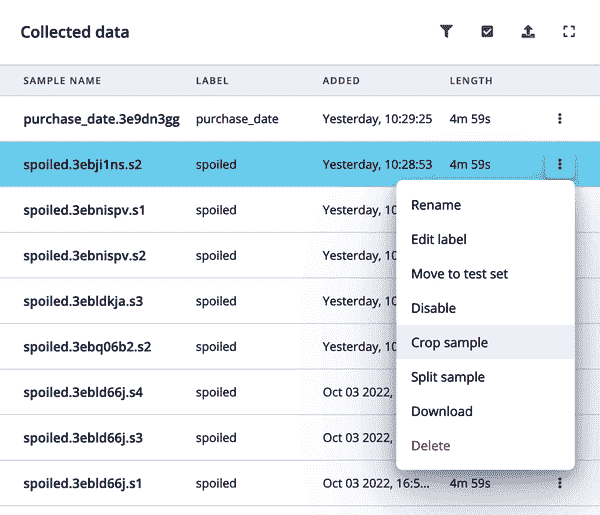 Collected data
SAMPLE NAME LABEL ADDED LENGTH
purchase_date.3e9dn3gg purchase_date Yesterday, 10:29:25 4m 59s
spoiled.3ebji1ns.s2 spoiled Yesterday, 10:28:53 4m 59s
spoiled.3ebnispv.s1 spoiled Yesterday, 10
Rename
Edit label
spoiled.3ebnispv.s2 spoiled Yesterday, 10
Move to test set
spoiled.3ebldkja.s3 spoiled Yesterday, 10
Disable
spoiled.3ebq06b2.s2 spoiled Yesterday, 10
Crop sample
Split sample
spoiled.3ebld66j.s4 spoiled Oct 03 2022,
Download
spoiled.3ebld66j.s3 spoiled Oct 03 2022,
Delete
spoiled.3ebld66j.s1 spoiled Oct 03 2022, 16:5... 4m 59s